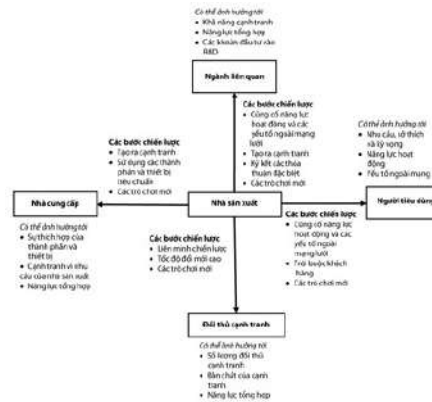 Có thể ảnh hưởng tới
• Khả năng cạnh tranh
• Năng lực tổng hợp
• Các khoản đầu tư vào
R&D
Ngành liên quan
Các bước chiến lược
• Củng cố năng lực
hoạt động và các
yếu tố ngoài mạng
lưới
• Tạo ra cạnh tranh
• Ký kết các thỏa
thuận đặc biệt
• Các trò chơi mới
Có thể ảnh hưởng tới
• Nhu cầu, sở thích
và kỳ vọng
• Năng lực hoạt
động
• Yếu tố ngoại mạng
Các bước chiến lược
• Tạo ra cạnh tranh
• Sử dụng các thành
phần và thiết bị
tiêu chuẩn
• Các trò chơi mới
Nhà cung cấp
Nhà sản xuất
Người tiêu dùng
Có thể ảnh hưởng tới
• Sự thích hợp của
thành phần và
thiết bị
• Cạnh tranh vì nhu
cầu của nhà sản xuất
• Năng lực tổng hợp
Các bước chiến lược
• Liên minh chiến lược
• Tốc độ đổi mới cao
• Các trò chơi mới
Các bước chiến lược
• Củng cố năng lực
hoạt động và các
yếu tố ngoài
mạng lưới
• Trói buộc khách
hàng
• Các trò chơi mới
Đối thủ cạnh tranh
Có thể ảnh hưởng tới
• Số lượng đối thủ
cạnh tranh
• Bản chất của cạnh
tranh
• Năng lực tổng hợp